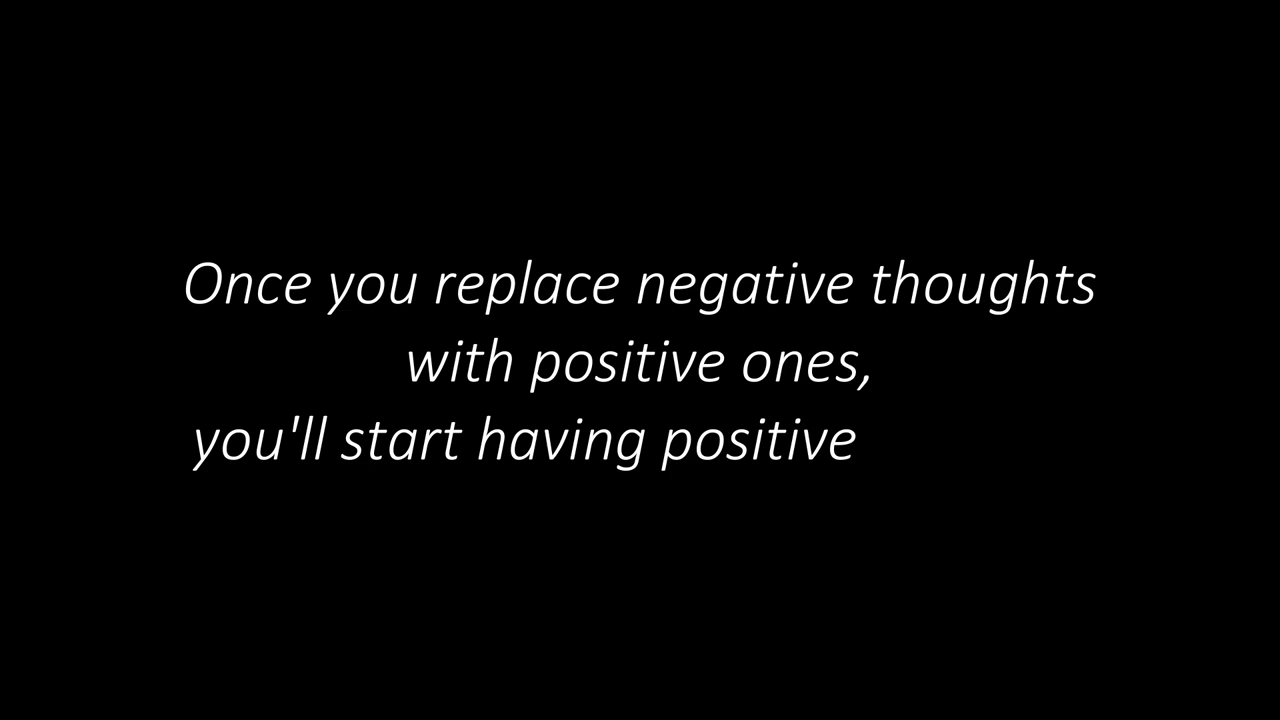 Once you replace negative thoughts
with positive ones,
you'll start having positive